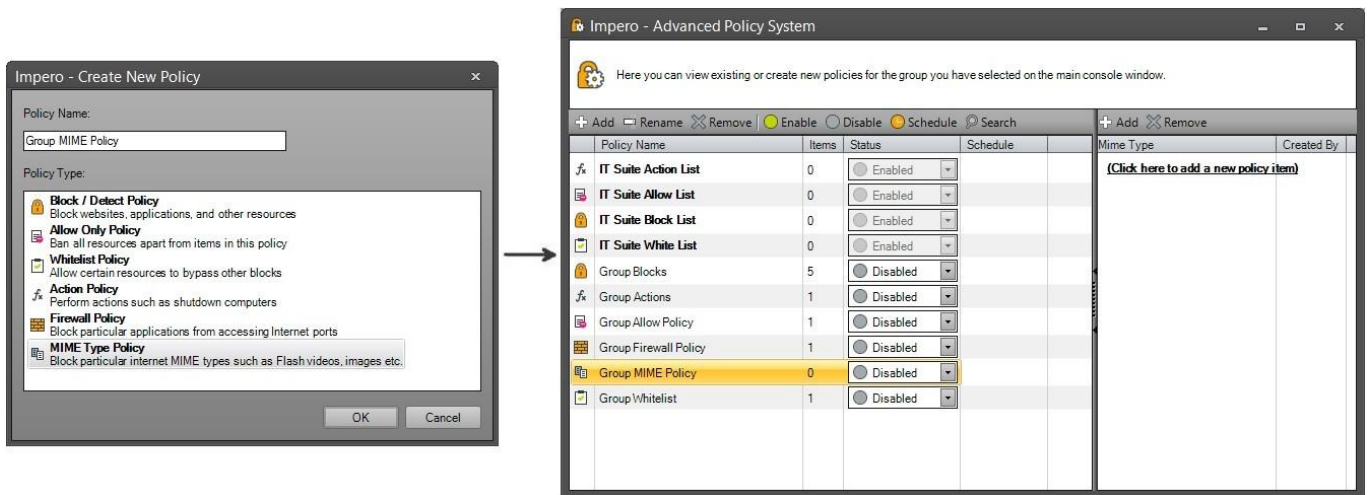 Impero - Create New Policy
Policy Name:
Group MIME Policy
Policy Type:
Block / Detect Policy
Block websites, applications, and other resources
Allow Only Policy
Ban all resources apart from items in this policy
Whitelist Policy
Allow certain resources to bypass other blocks
Action Policy
Perform actions such as shutdown computers
Firewall Policy
Block particular applications from accessing Internet ports
MIME Type Policy
Block particular internet MIME types such as Flash videos, images etc.
OK Cancel
Impero - Advanced Policy System
Here you can view existing or create new policies for the group you have selected on the main console window.
Add Rename Remove Enable Disable Schedule Search
Policy Name Items Status Schedule
IT Suite Action List 0 Enabled
IT Suite Allow List 0 Enabled
IT Suite Block List 0 Enabled
IT Suite White List 0 Enabled
Group Blocks 5 Disabled
Group Actions 1 Disabled
Group Allow Policy 1 Disabled
Group Firewall Policy 1 Disabled
Group MIME Policy 0 Disabled
Group Whitelist 1 Disabled
Add Remove
Mime Type Created By
(Click here to add a new policy item)